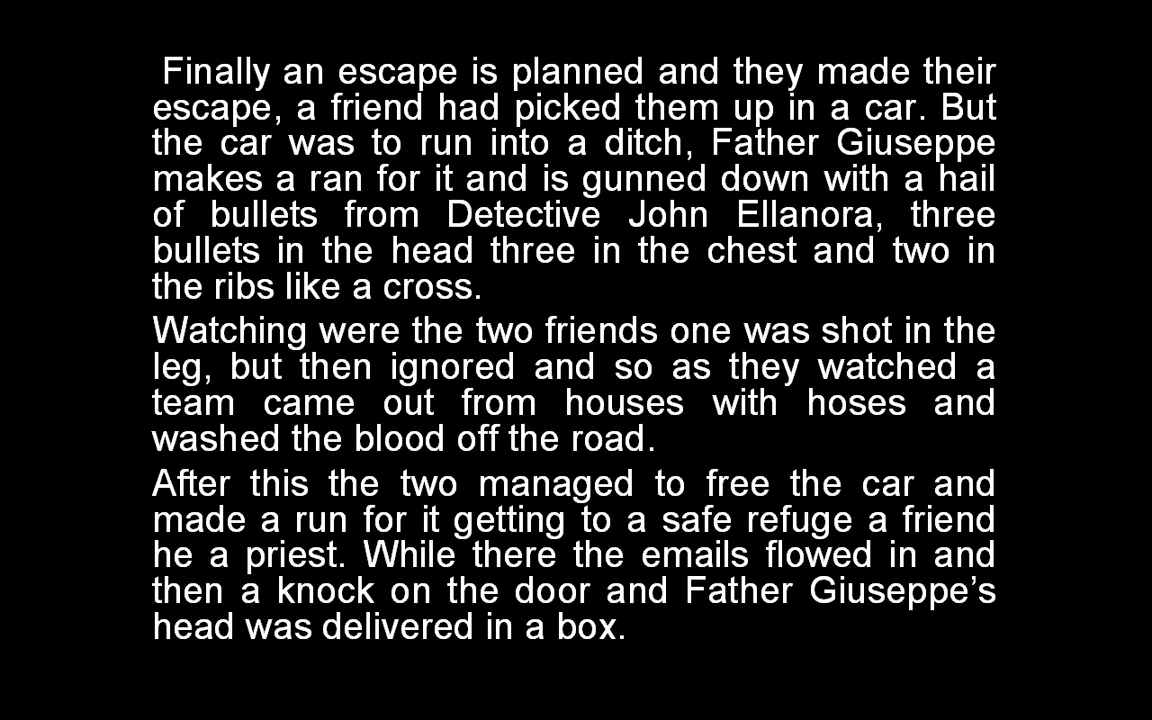 Finally an escape is planned and they made their
escape, a friend had picked them up in a car. But
the car was to run into a ditch, Father Giuseppe
makes a ran for it and is gunned down with a hail
of bullets from Detective John Ellanora, three
bullets in the head three in the chest and two in
the ribs like a cross.
Watching were the two friends one was shot in the
leg, but then ignored and so as they watched a
team came out from houses with hoses and
washed the blood off the road.
After this the two managed to free the car and
made a run for it getting to a safe refuge a friend
he a priest. While there the emails flowed in and
then a knock on the door and Father Giuseppe’s
head was delivered in a box.